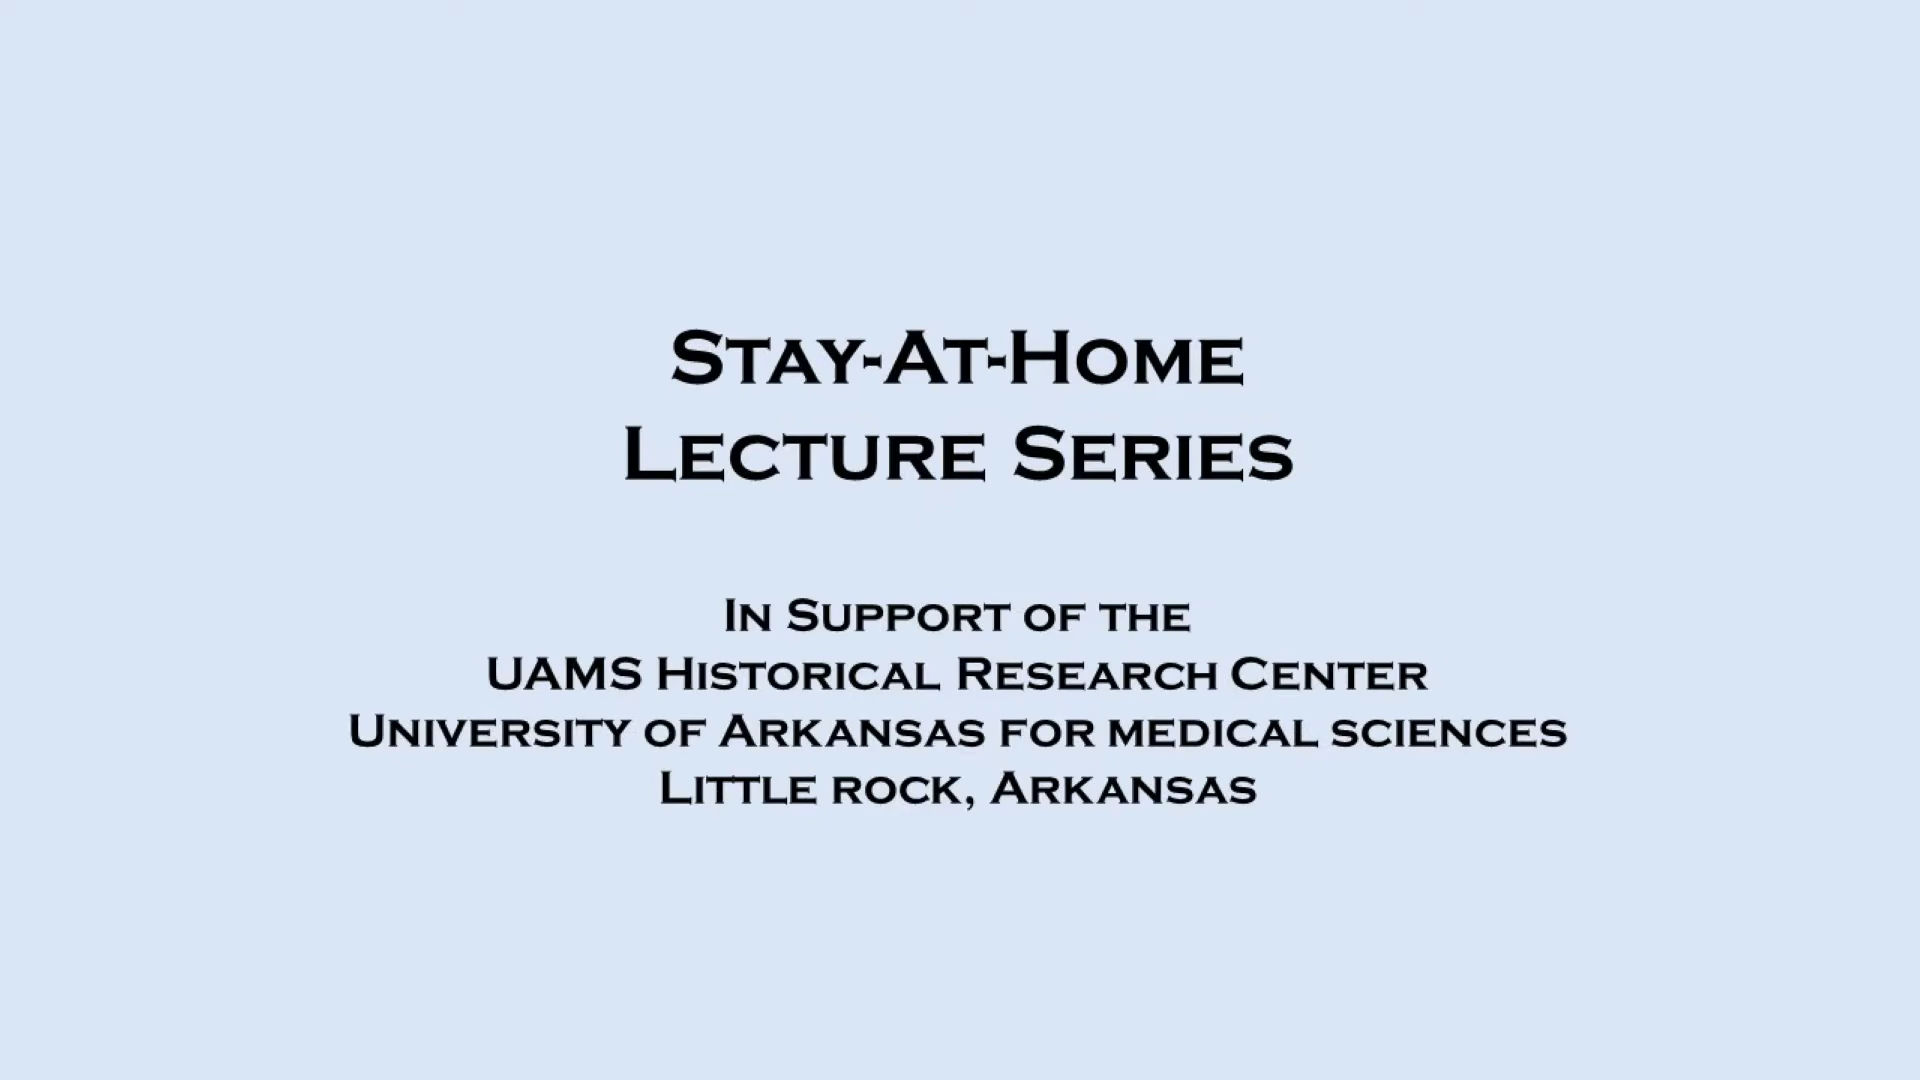 Stay-At-Home
Lecture Series
In Support of the
UAMS Historical Research Center
University of Arkansas for medical sciences
Little rock, Arkansas